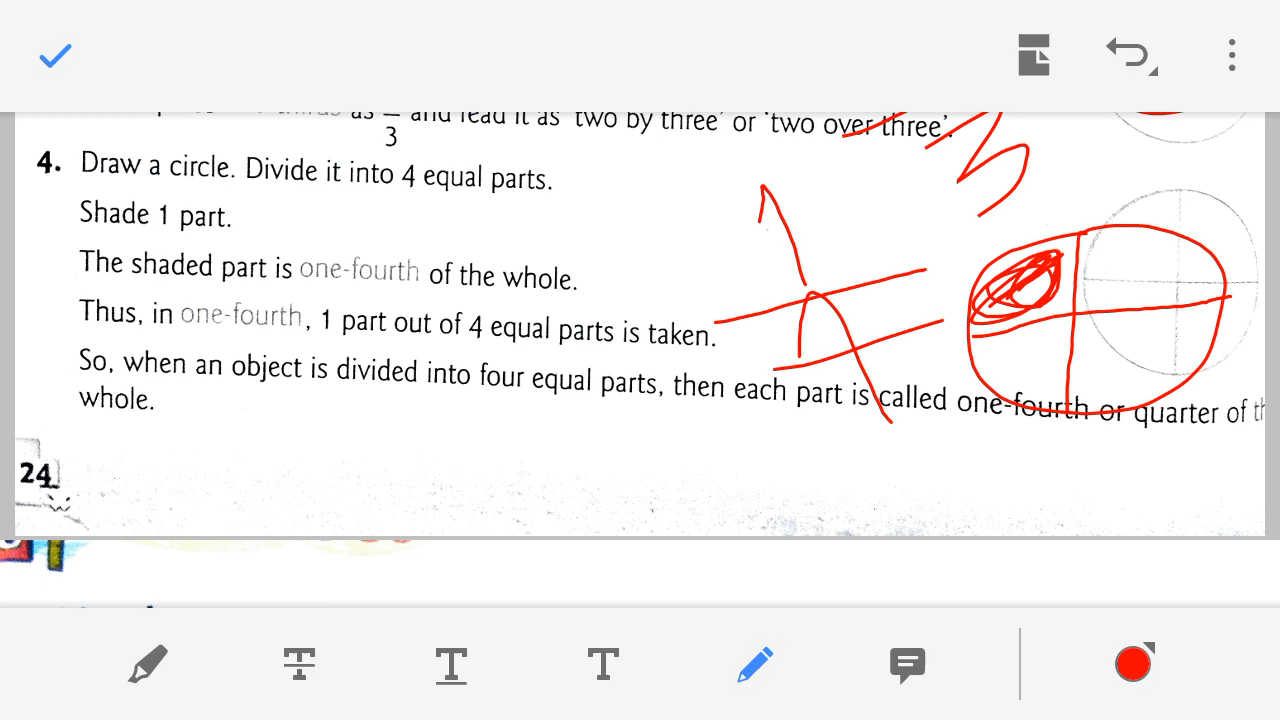 as — and read it as 'two by three' or 'two over three'.
3
4. Draw a circle. Divide it into 4 equal parts.
Shade 1 part.
The shaded part is one-fourth of the whole.
Thus, in one-fourth, 1 part out of 4 equal parts is taken.
So, when an object is divided into four equal parts, then each part is called one-fourth or quarter of
whole.
24